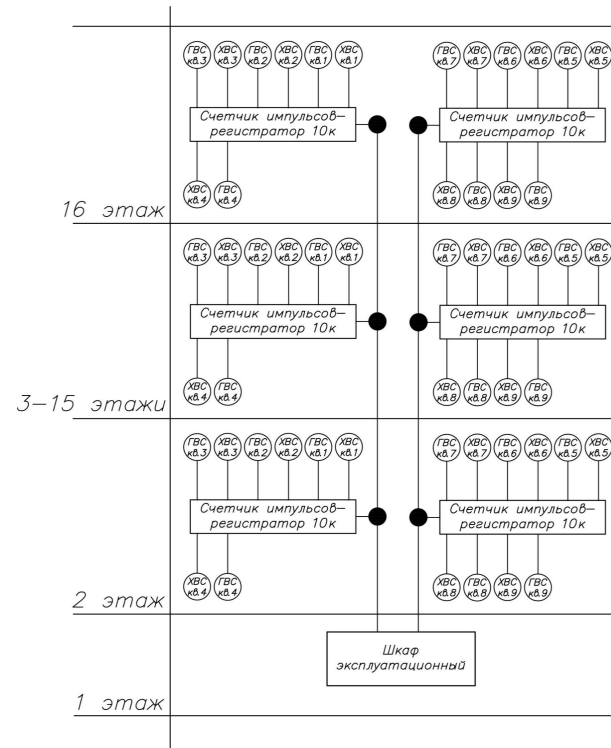 ГВС кв.3
ХВС кв.3
ГВС кв.2
ХВС кв.2
ГВС кв.1
ХВС кв.1
ГВС кв.7
ХВС кв.7
ГВС кв.6
ХВС кв.6
ГВС кв.5
ХВС кв.5
Счетчик импульсов-
регистратор 10к
Счетчик импульсов-
регистратор 10к
ХВС кв.4
ГВС кв.4
ХВС кв.8
ГВС кв.8
ХВС кв.9
ГВС кв.9
16 этаж
ГВС кв.3
ХВС кв.3
ГВС кв.2
ХВС кв.2
ГВС кв.1
ХВС кв.1
ГВС кв.7
ХВС кв.7
ГВС кв.6
ХВС кв.6
ГВС кв.5
ХВС кв.5
Счетчик импульсов-
регистратор 10к
Счетчик импульсов-
регистратор 10к
ХВС кв.4
ГВС кв.4
ХВС кв.8
ГВС кв.8
ХВС кв.9
ГВС кв.9
3-15 этажи
ГВС кв.3
ХВС кв.3
ГВС кв.2
ХВС кв.2
ГВС кв.1
ХВС кв.1
ГВС кв.7
ХВС кв.7
ГВС кв.6
ХВС кв.6
ГВС кв.5
ХВС кв.5
Счетчик импульсов-
регистратор 10к
Счетчик импульсов-
регистратор 10к
ХВС кв.4
ГВС кв.4
ХВС кв.8
ГВС кв.8
ХВС кв.9
ГВС кв.9
2 этаж
Шкаф
эксплуатационный
1 этаж